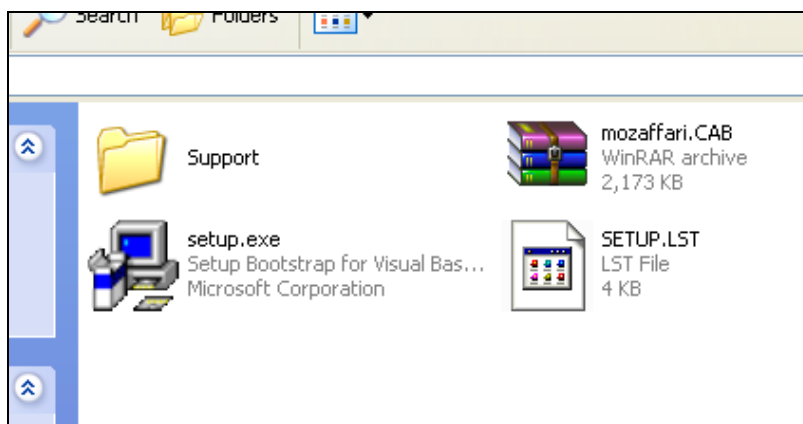 Search Folders
Support
mozaffari.CAB
WinRAR archive
2,173 KB
setup.exe
Setup Bootstrap for Visual Bas...
Microsoft Corporation
SETUP.LST
LST File
4 KB